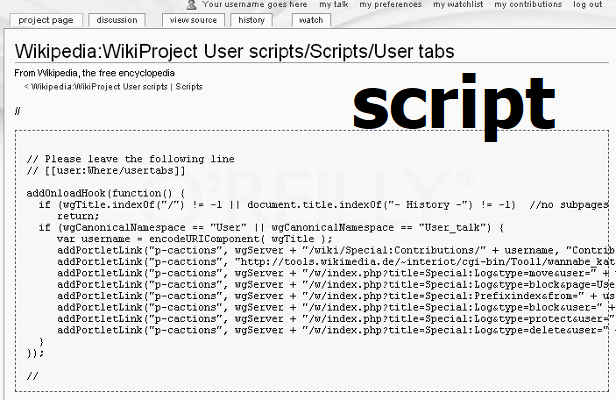 Your username goes here my talk my preferences my watchlist my contributions log out
project page discussion view source history watch
Wikipedia:WikiProject User scripts/Scripts/User tabs
From Wikipedia, the free encyclopedia
< Wikipedia:WikiProject User scripts | Scripts
script
//
// Please leave the following line
// [[user:Where/usertabs]]
addOnloadHook(function() {
if (wgTitle.indexOf("/") != -1 || document.title.indexOf("- History -") != -1) //no subpages
return;
if (wgCanonicalNamespace == "User" || wgCanonicalNamespace == "User_talk") {
var username = encodeURIComponent( wgTitle );
addPortletLink("p-cactions", wgServer + "/wiki/Special:Contributions/" + username, "Contrib
addPortletLink("p-cactions", "http://tools.wikimedia.de/~interiot/cgi-bin/Tool1/wannabe_kat
addPortletLink("p-cactions", wgServer + "/w/index.php?title=Special:Log&type=move&user=" +
addPortletLink("p-cactions", wgServer + "/w/index.php?title=Special:Log&type=block&page=Use
addPortletLink("p-cactions", wgServer + "/w/index.php?title=Special:Prefixindex&from=" + us
addPortletLink("p-cactions", wgServer + "/w/index.php?title=Special:Log&type=block&user=" +
addPortletLink("p-cactions", wgServer + "/w/index.php?title=Special:Log&type=protect&user="
addPortletLink("p-cactions", wgServer + "/w/index.php?title=Special:Log&type=delete&user="
}
});
//
O'REILLY®